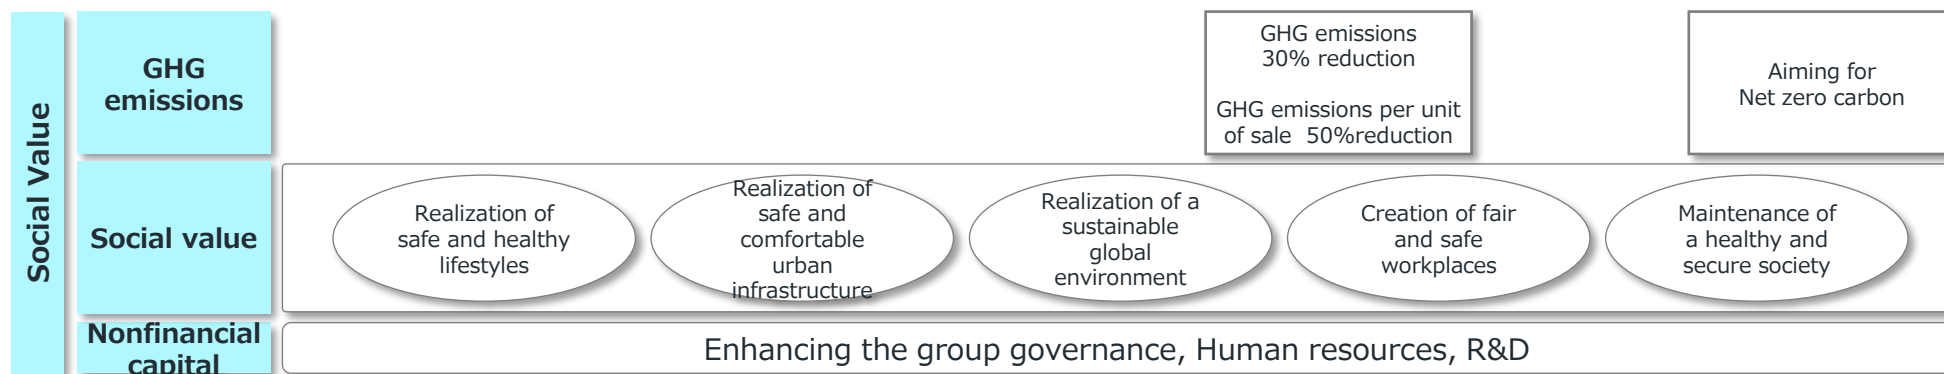 Social Value
GHG
emissions
GHG emissions
30% reduction
GHG emissions per unit
of sale 50%reduction
Aiming for
Net zero carbon
Social value
Realization of
safe and healthy
lifestyles
Realization of
safe and
comfortable
urban
infrastructure
Realization of a
sustainable
global
environment
Creation of fair
and safe
workplaces
Maintenance of
a healthy and
secure society
Nonfinancial
capital
Enhancing the group governance, Human resources, R&D